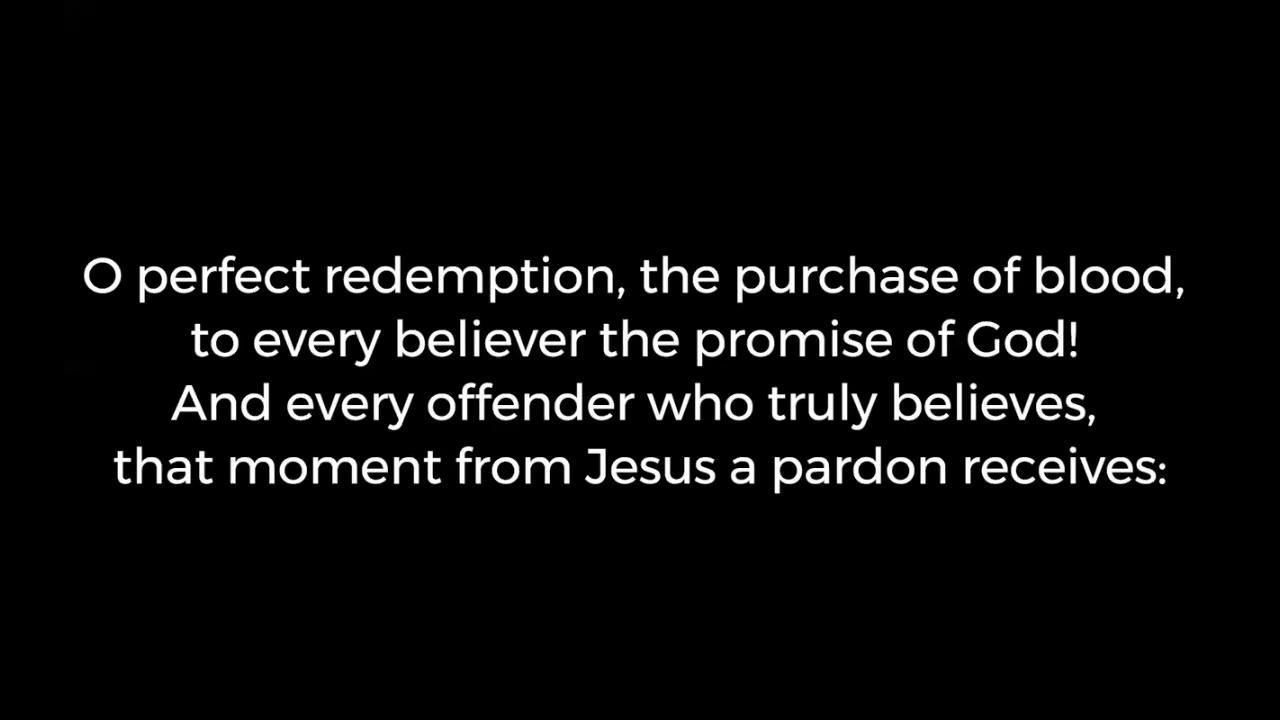 O perfect redemption, the purchase of blood,
to every believer the promise of God!
And every offender who truly believes,
that moment from Jesus a pardon receives: